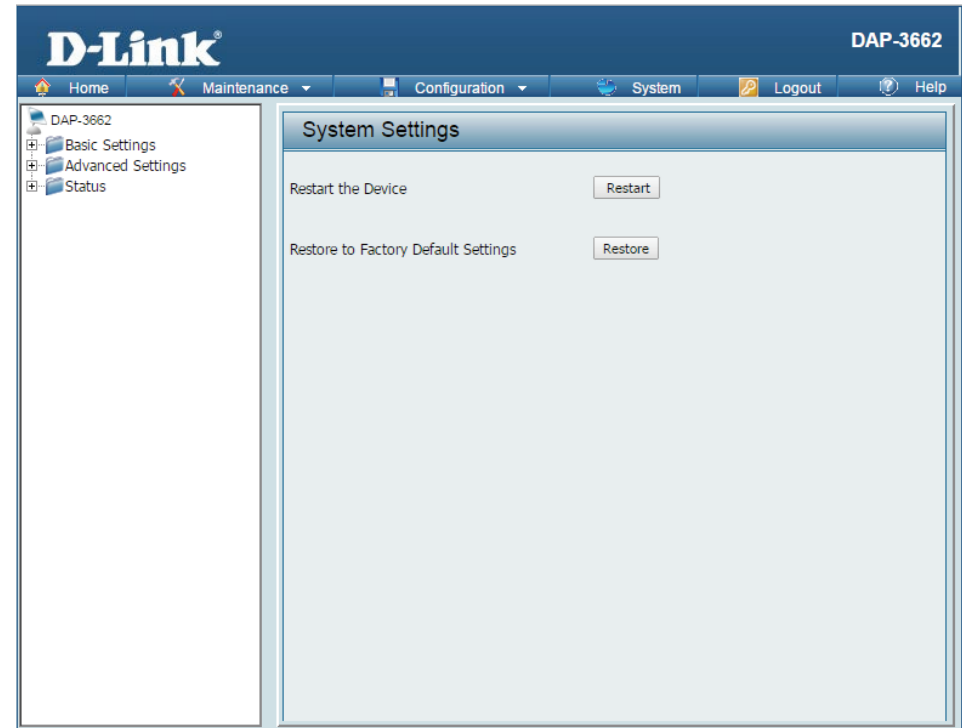 D-Link®
DAP-3662
Home Maintenance Configuration System Logout Help
DAP-3662
Basic Settings
Advanced Settings
Status
System Settings
Restart the Device Restart
Restore to Factory Default Settings Restore